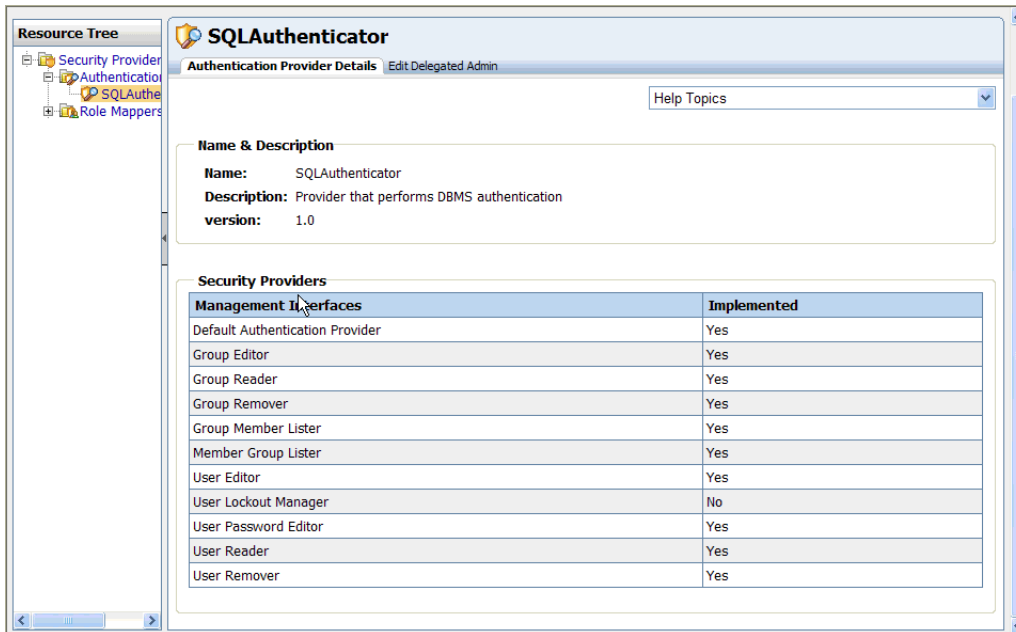 Resource Tree
Security Provider
Authentication
SQLAuthe
Role Mappers
SQLAuthenticator
Authentication Provider Details Edit Delegated Admin
Help Topics
Name & Description
Name: SQLAuthenticator
Description: Provider that performs DBMS authentication
version: 1.0
Security Providers
Management Interfaces Implemented
Default Authentication Provider Yes
Group Editor Yes
Group Reader Yes
Group Remover Yes
Group Member Lister Yes
Member Group Lister Yes
User Editor Yes
User Lockout Manager No
User Password Editor Yes
User Reader Yes
User Remover Yes